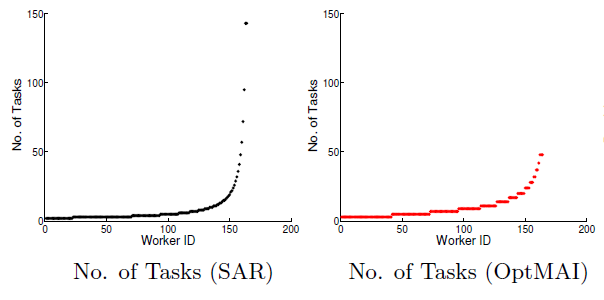 150
100
50
0
No. of Tasks
0 50 100 150 200
Worker ID
No. of Tasks (SAR)
150
100
50
0
No. of Tasks
0 50 100 150 200
Worker ID
No. of Tasks (OptMAI)